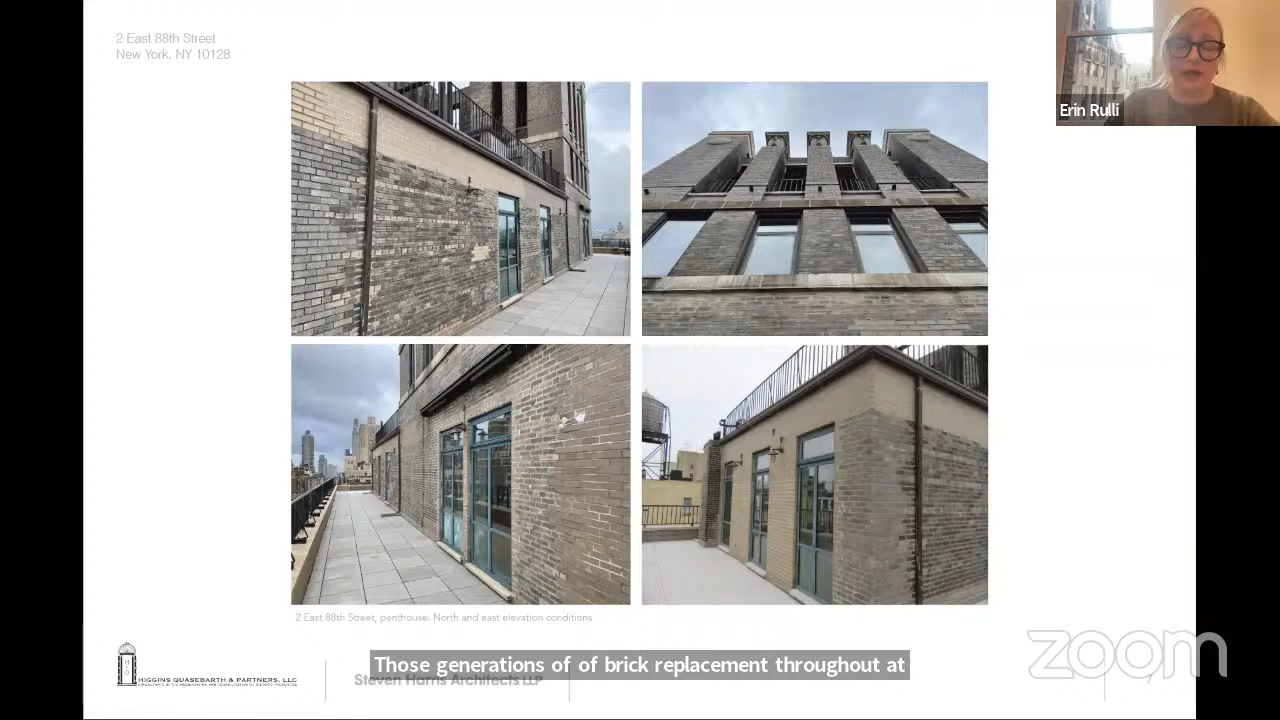 2 East 88th Street
New York, NY 10128
Erin Rulli
2 East 88th Street, penthouse: North and east elevation conditions
HIGGINS QUASEBARTH & PARTNERS, LLC
Steven Harris Architects LLP
Those generations of of brick replacement throughout at
zoom